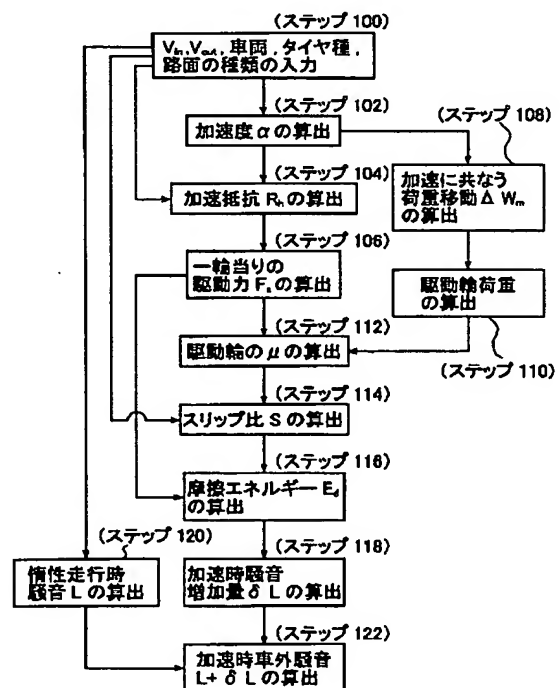 (ステップ 100)
Vin,Vout,車両,タイヤ種,
路面の種類の入力
(ステップ 102)
加速度 α の算出
(ステップ 108)
(ステップ 104)
加速抵抗 Rh の算出
加速に共なう
荷重移動 Δ Wm
の算出
(ステップ 106)
一輪当りの
駆動力 Fx の算出
駆動輪荷重
の算出
(ステップ 112)
駆動輪の μ の算出
(ステップ 110)
(ステップ 114)
スリップ比 S の算出
(ステップ 116)
摩擦エネルギー Ed
の算出
(ステップ 120)
(ステップ 118)
惰性走行時
騒音 L の算出
加速時騒音
増加量 δ L の算出
(ステップ 122)
加速時車外騒音
L+ δ L の算出